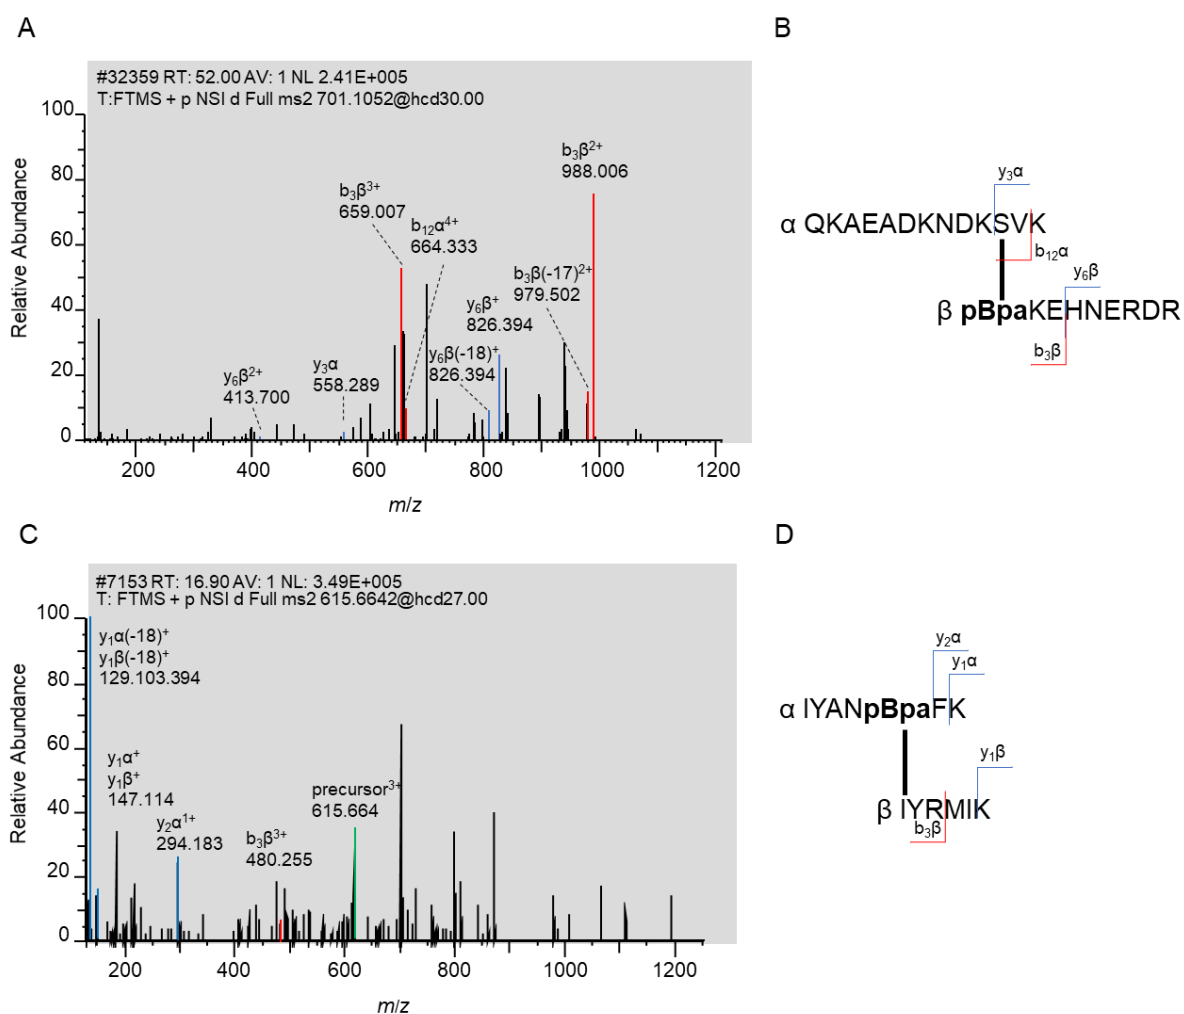 A
#32359 RT: 52.00 AV: 1 NL 2.41E+005
T:FTMS + p NSI d Full ms2 701.1052@hcd30.00
Relative Abundance
100
80
60
40
20
0
b₃β²⁺
988.006
b₃β³⁺
659.007
b₁₂α⁴⁺
664.333
b₃β(-17)²⁺
979.502
y₆β⁺
826.394
y₆β(-18)⁺
826.394
y₆β²⁺
413.700
y₃α
558.289
200
400
600
800
1000
1200
m/z
B
y₃α
α QKAEADKNDKSVK
b₁₂α
y₆β
β pBpaKEHNERDR
b₃β
C
#7153 RT: 16.90 AV: 1 NL: 3.49E+005
T: FTMS + p NSI d Full ms2 615.6642@hcd27.00
Relative Abundance
100
80
60
40
20
0
y₁α(-18)⁺
y₁β(-18)⁺
129.103.394
y₁α⁺
y₁β⁺
147.114
y₂α¹⁺
294.183
b₃β³⁺
480.255
precursor³⁺
615.664
200
400
600
800
1000
1200
m/z
D
y₂α
y₁α
α IYANpBpaFK
y₁β
β IYRMIK
b₃β